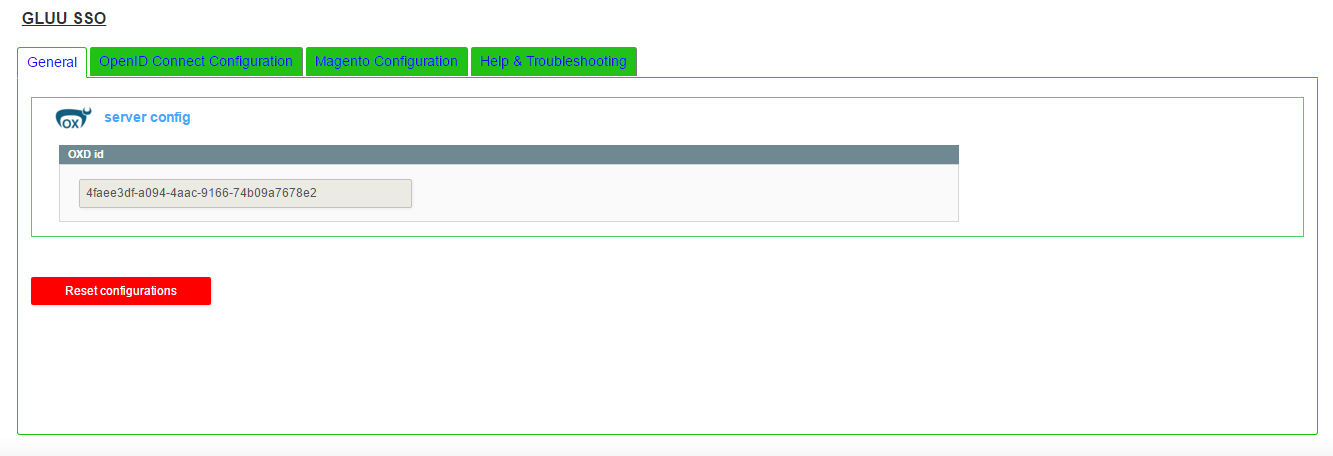 GLUU SSO
General OpenID Connect Configuration Magento Configuration Help & Troubleshooting
OX server config
OXD id
4faee3df-a094-4aac-9166-74b09a7678e2
Reset configurations